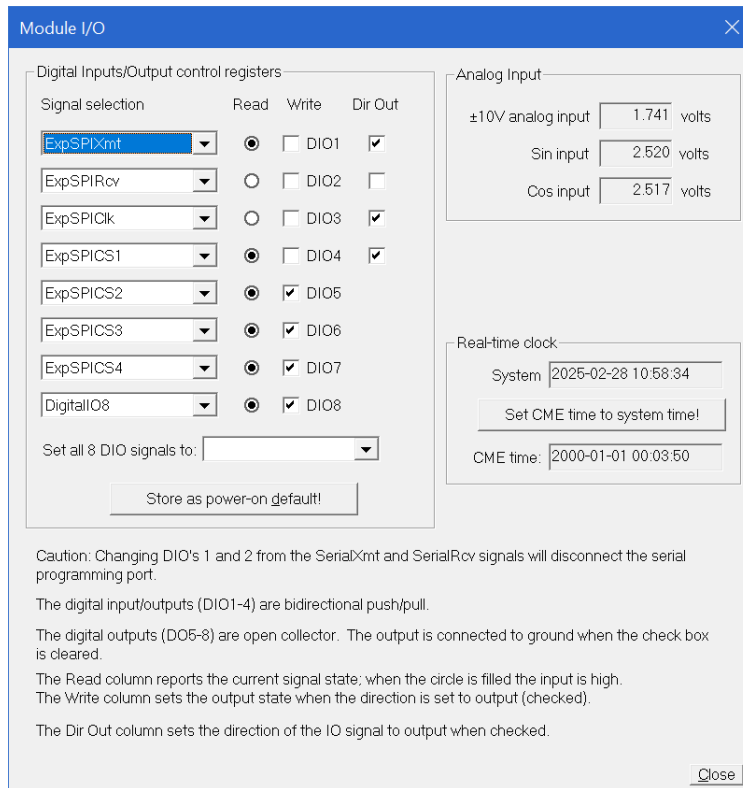 Module I/O
Digital Inputs/Output control registers
Signal selection Read Write Dir Out
ExpSPIXmt DIO1
ExpSPIRcv DIO2
ExpSPIClk DIO3
ExpSPICS1 DIO4
ExpSPICS2 DIO5
ExpSPICS3 DIO6
ExpSPICS4 DIO7
DigitalIO8 DIO8
Set all 8 DIO signals to:
Store as power-on default!
Analog Input
±10V analog input 1.741 volts
Sin input 2.520 volts
Cos input 2.517 volts
Real-time clock
System 2025-02-28 10:58:34
Set CME time to system time!
CME time: 2000-01-01 00:03:50
Caution: Changing DIO's 1 and 2 from the SerialXmt and SerialRcv signals will disconnect the serial
programming port.
The digital input/outputs (DIO1-4) are bidirectional push/pull.
The digital outputs (DO5-8) are open collector. The output is connected to ground when the check box
is cleared.
The Read column reports the current signal state; when the circle is filled the input is high.
The Write column sets the output state when the direction is set to output (checked).
The Dir Out column sets the direction of the IO signal to output when checked.
Close